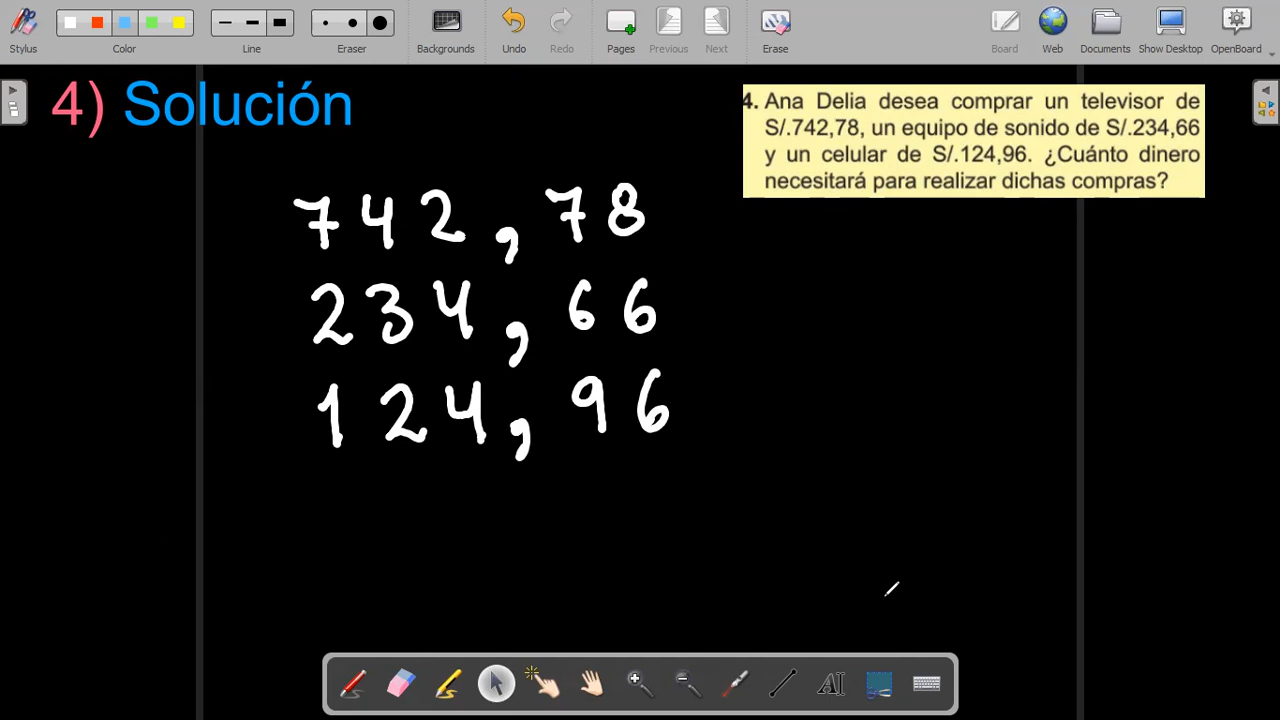 Stylus Color Line Eraser Backgrounds Undo Redo Pages Previous Next Erase Board Web Documents Show Desktop OpenBoard
4) Solución
4. Ana Delia desea comprar un televisor de
S/.742,78, un equipo de sonido de S/.234,66
y un celular de S/.124,96. ¿Cuánto dinero
necesitará para realizar dichas compras?
742,78
234,66
124,96
AI